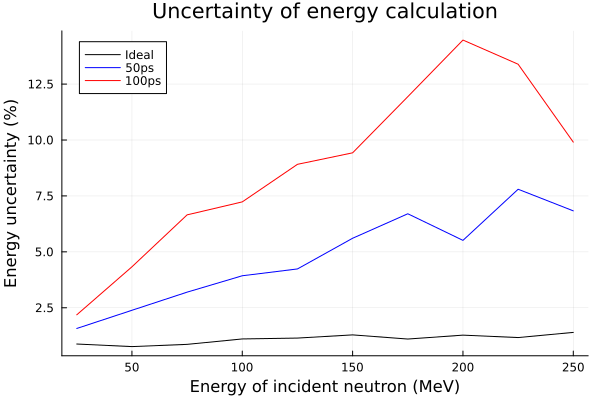 Uncertainty of energy calculation
Ideal
50ps
100ps
Energy uncertainty (%)
12.5
10.0
7.5
5.0
2.5
50 100 150 200 250
Energy of incident neutron (MeV)